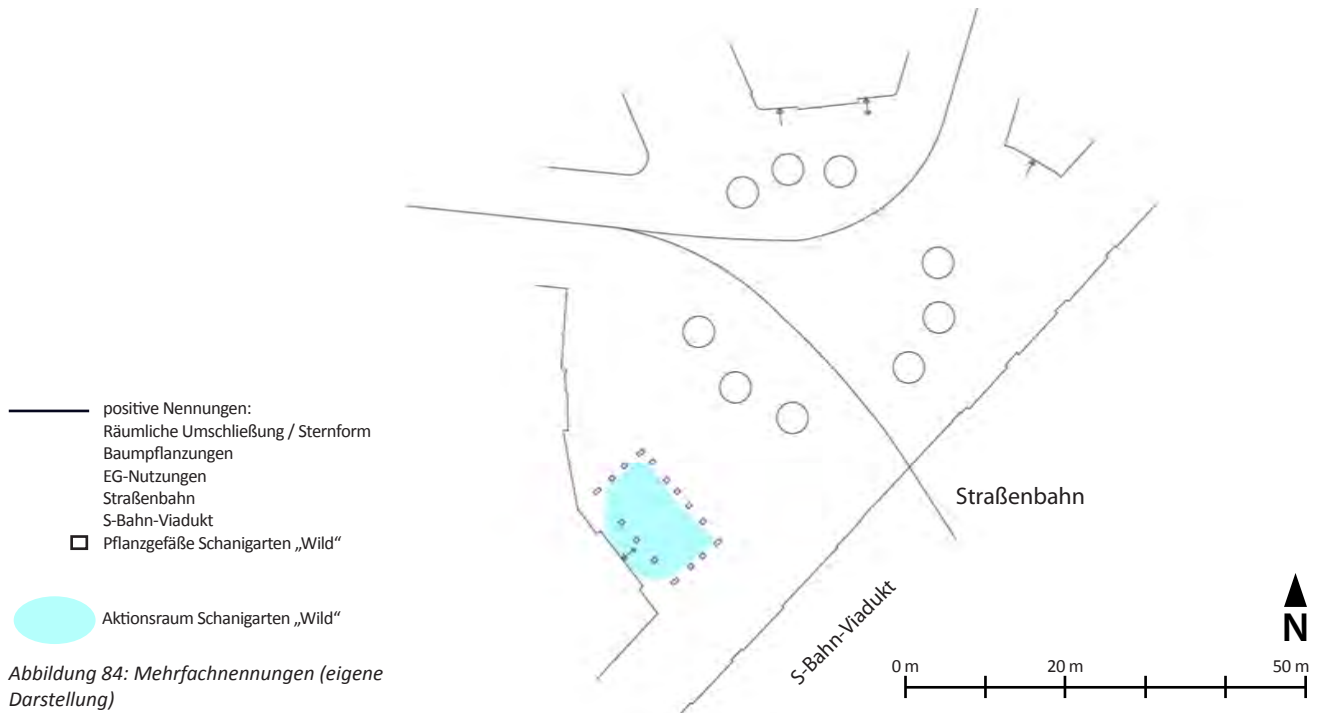 positive Nennungen:
Räumliche Umschließung / Sternform
Baumpflanzungen
EG-Nutzungen
Straßenbahn
S-Bahn-Viadukt
Pflanzgefäße Schanigarten „Wild“
Aktionsraum Schanigarten „Wild“
Abbildung 84: Mehrfachnennungen (eigene
Darstellung)
Straßenbahn
S-Bahn-Viadukt
N
0 m 20 m 50 m